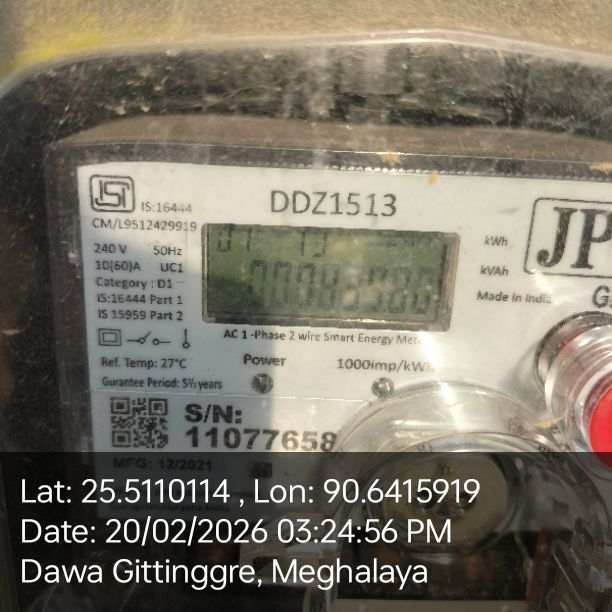 ISI
IS:16444
CM/L9512429919
DDZ1513
240 V 50Hz
10(60)A UC1
Category : D1
IS:16444 Part 1
IS 15959 Part 2
kWh
kVAh
Made in India
JP
G
AC 1 -Phase 2 wire Smart Energy Mete
Ref. Temp: 27°C
Power
1000imp/kWh
Gurantee Period: 5½ years
S/N:
11077658
MFG: 12/2021
Lat: 25.5110114 , Lon: 90.6415919
Date: 20/02/2026 03:24:56 PM
Dawa Gittinggre, Meghalaya